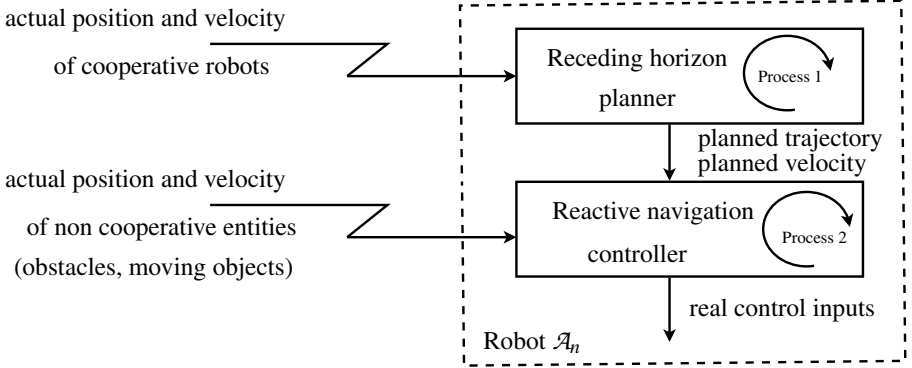 actual position and velocity
of cooperative robots
Receding horizon
planner
Process 1
planned trajectory
planned velocity
actual position and velocity
of non cooperative entities
(obstacles, moving objects)
Reactive navigation
controller
Process 2
real control inputs
Robot 𝒜ₙ